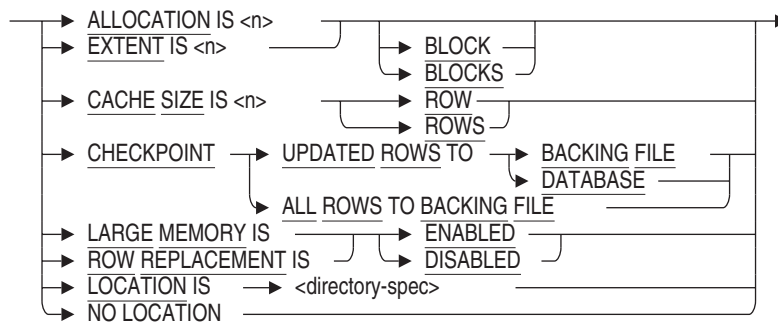 ALLOCATION IS <n>
EXTENT IS <n>
BLOCK
BLOCKS
CACHE SIZE IS <n>
ROW
ROWS
CHECKPOINT
UPDATED ROWS TO
BACKING FILE
DATABASE
ALL ROWS TO BACKING FILE
LARGE MEMORY IS
ROW REPLACEMENT IS
ENABLED
DISABLED
LOCATION IS
<directory-spec>
NO LOCATION